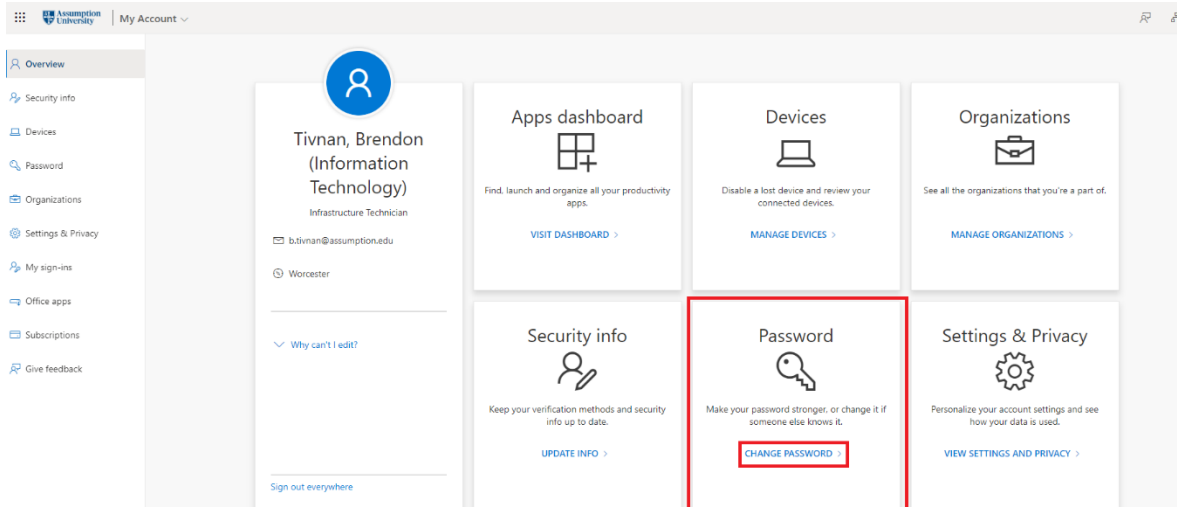 Assumption
University
My Account
Overview
Security info
Devices
Password
Organizations
Settings & Privacy
My sign-ins
Office apps
Subscriptions
Give feedback
Tivnan, Brendon
(Information
Technology)
Infrastructure Technician
b.tivnan@assumption.edu
Worcester
Why can't I edit?
Sign out everywhere
Apps dashboard
Find, launch and organize all your productivity
apps.
VISIT DASHBOARD >
Devices
Disable a lost device and review your
connected devices.
MANAGE DEVICES >
Organizations
See all the organizations that you're a part of.
MANAGE ORGANIZATIONS >
Security info
Keep your verification methods and security
info up to date.
UPDATE INFO >
Password
Make your password stronger, or change it if
someone else knows it.
CHANGE PASSWORD >
Settings & Privacy
Personalize your account settings and see
how your data is used.
VIEW SETTINGS AND PRIVACY >